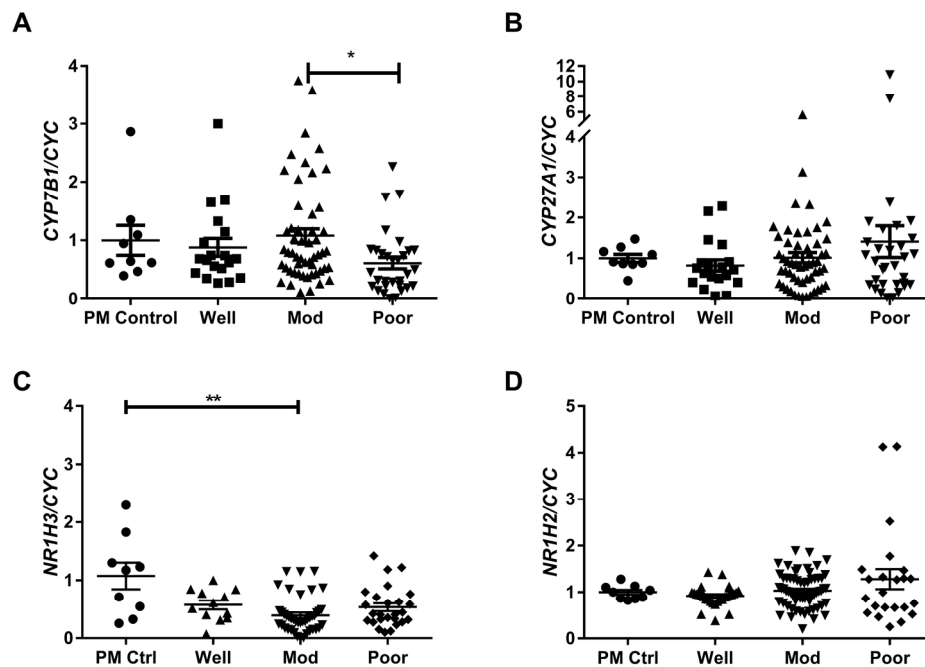 A
CYP7B1/CYC
4
3
2
1
0
*
PM Control Well Mod Poor
B
CYP27A1/CYC
12
10
8
6
4
4
3
2
1
0
PM Control Well Mod Poor
C
NR1H3/CYC
4
3
2
1
0
**
PM Ctrl Well Mod Poor
D
NR1H2/CYC
5
4
3
2
1
0
PM Ctrl Well Mod Poor